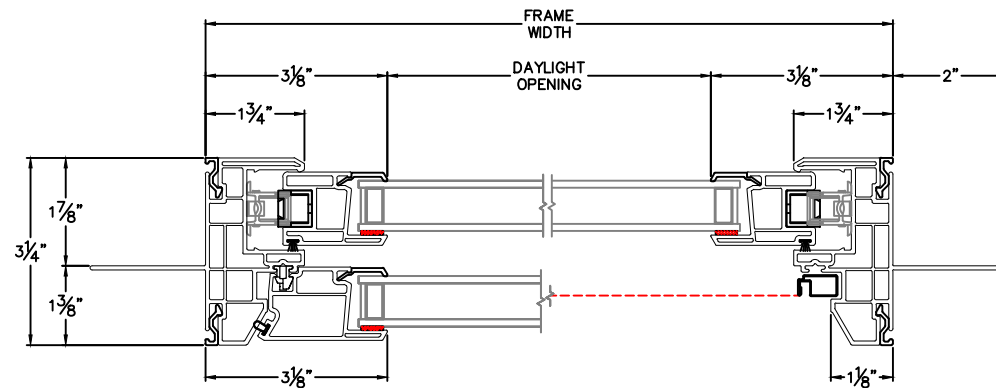 FRAME
WIDTH
3⅛"
DAYLIGHT
OPENING
3⅛"
2"
1¾"
1¾"
1⅞"
3¼"
1⅜"
3⅛"
1⅛"